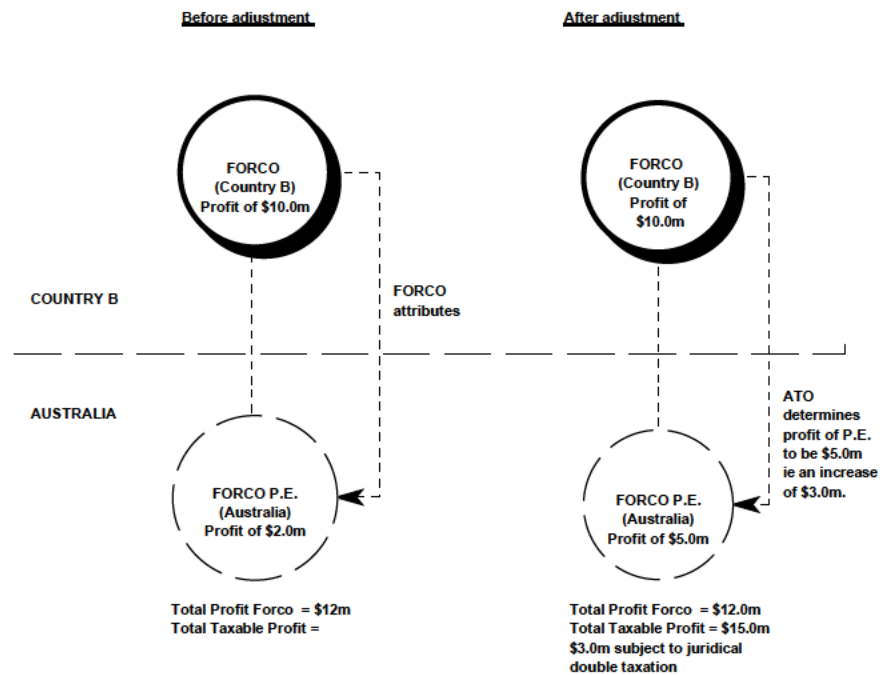 Before adjustment
After adjustment
FORCO
(Country B)
Profit of $10.0m
FORCO
(Country B)
Profit of
$10.0m
COUNTRY B
FORCO
attributes
AUSTRALIA
ATO
determines
profit of P.E.
to be $5.0m
ie an increase
of $3.0m.
FORCO P.E.
(Australia)
Profit of $2.0m
FORCO P.E.
(Australia)
Profit of $5.0m
Total Profit Forco = $12m
Total Taxable Profit =
Total Profit Forco = $12.0m
Total Taxable Profit = $15.0m
$3.0m subject to juridical
double taxation